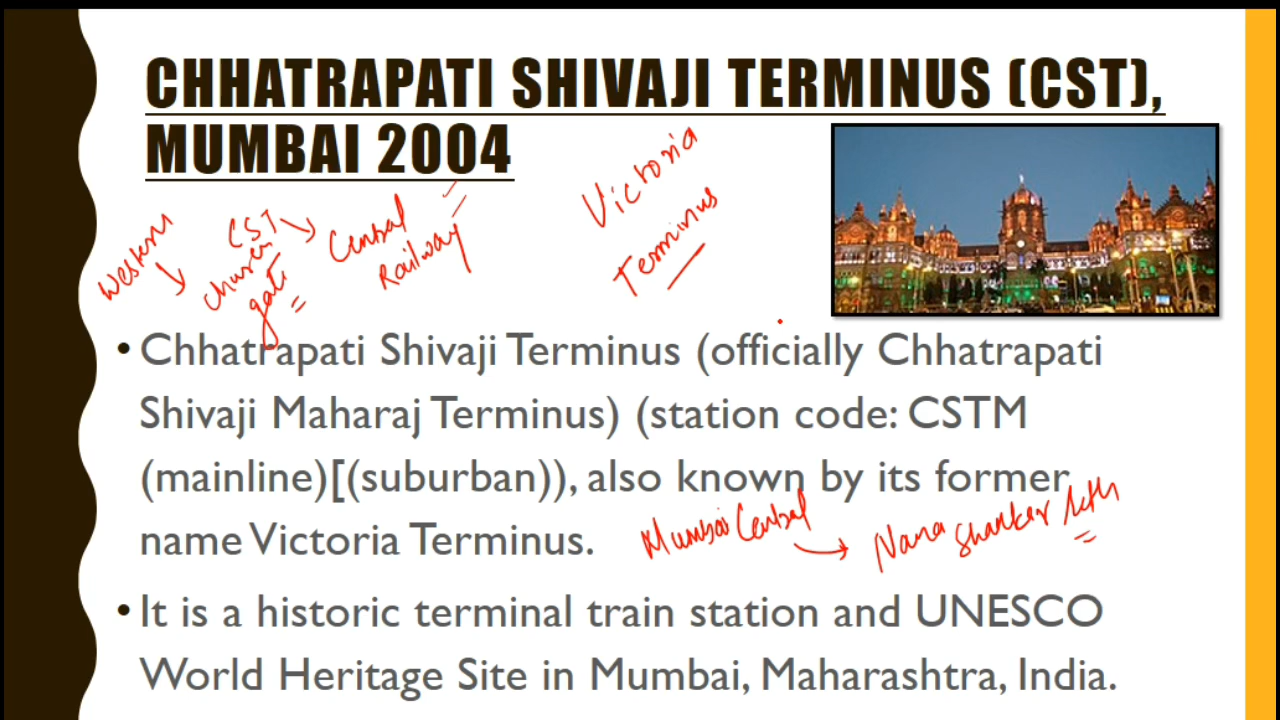 CHHATRAPATI SHIVAJI TERMINUS (CST),
MUMBAI 2004
Victoria
Terminus
Western
CST
Church
gate
Central
Railway
• Chhatrapati Shivaji Terminus (officially Chhatrapati
Shivaji Maharaj Terminus) (station code: CSTM
(mainline)[(suburban)), also known by its former
name Victoria Terminus.
Mumbai Central
Nana Shanker
• It is a historic terminal train station and UNESCO
World Heritage Site in Mumbai, Maharashtra, India.